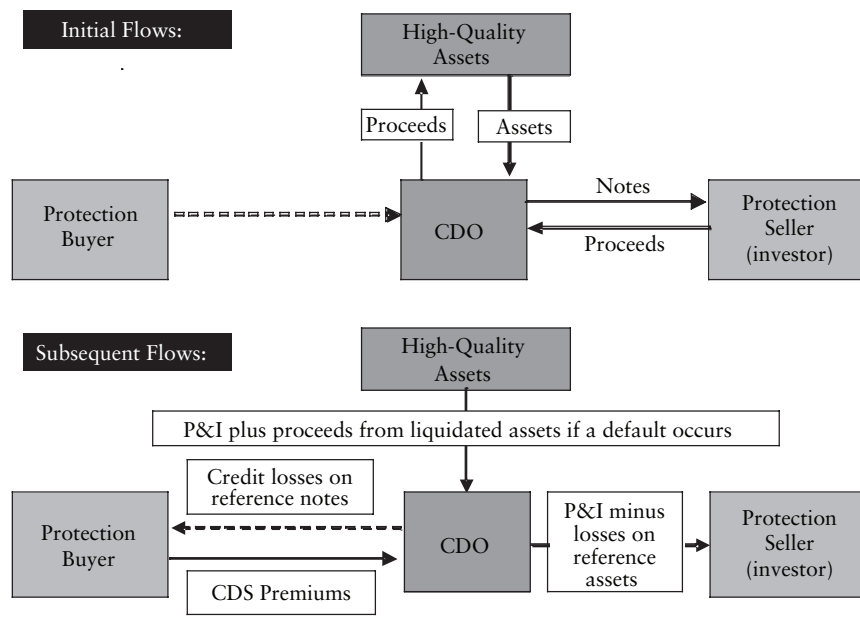 Initial Flows:
High-Quality
Assets
Proceeds
Assets
Protection
Buyer
CDO
Notes
Proceeds
Protection
Seller
(investor)
Subsequent Flows:
High-Quality
Assets
P&I plus proceeds from liquidated assets if a default occurs
Credit losses on
reference notes
Protection
Buyer
CDS Premiums
CDO
P&I minus
losses on
reference
assets
Protection
Seller
(investor)